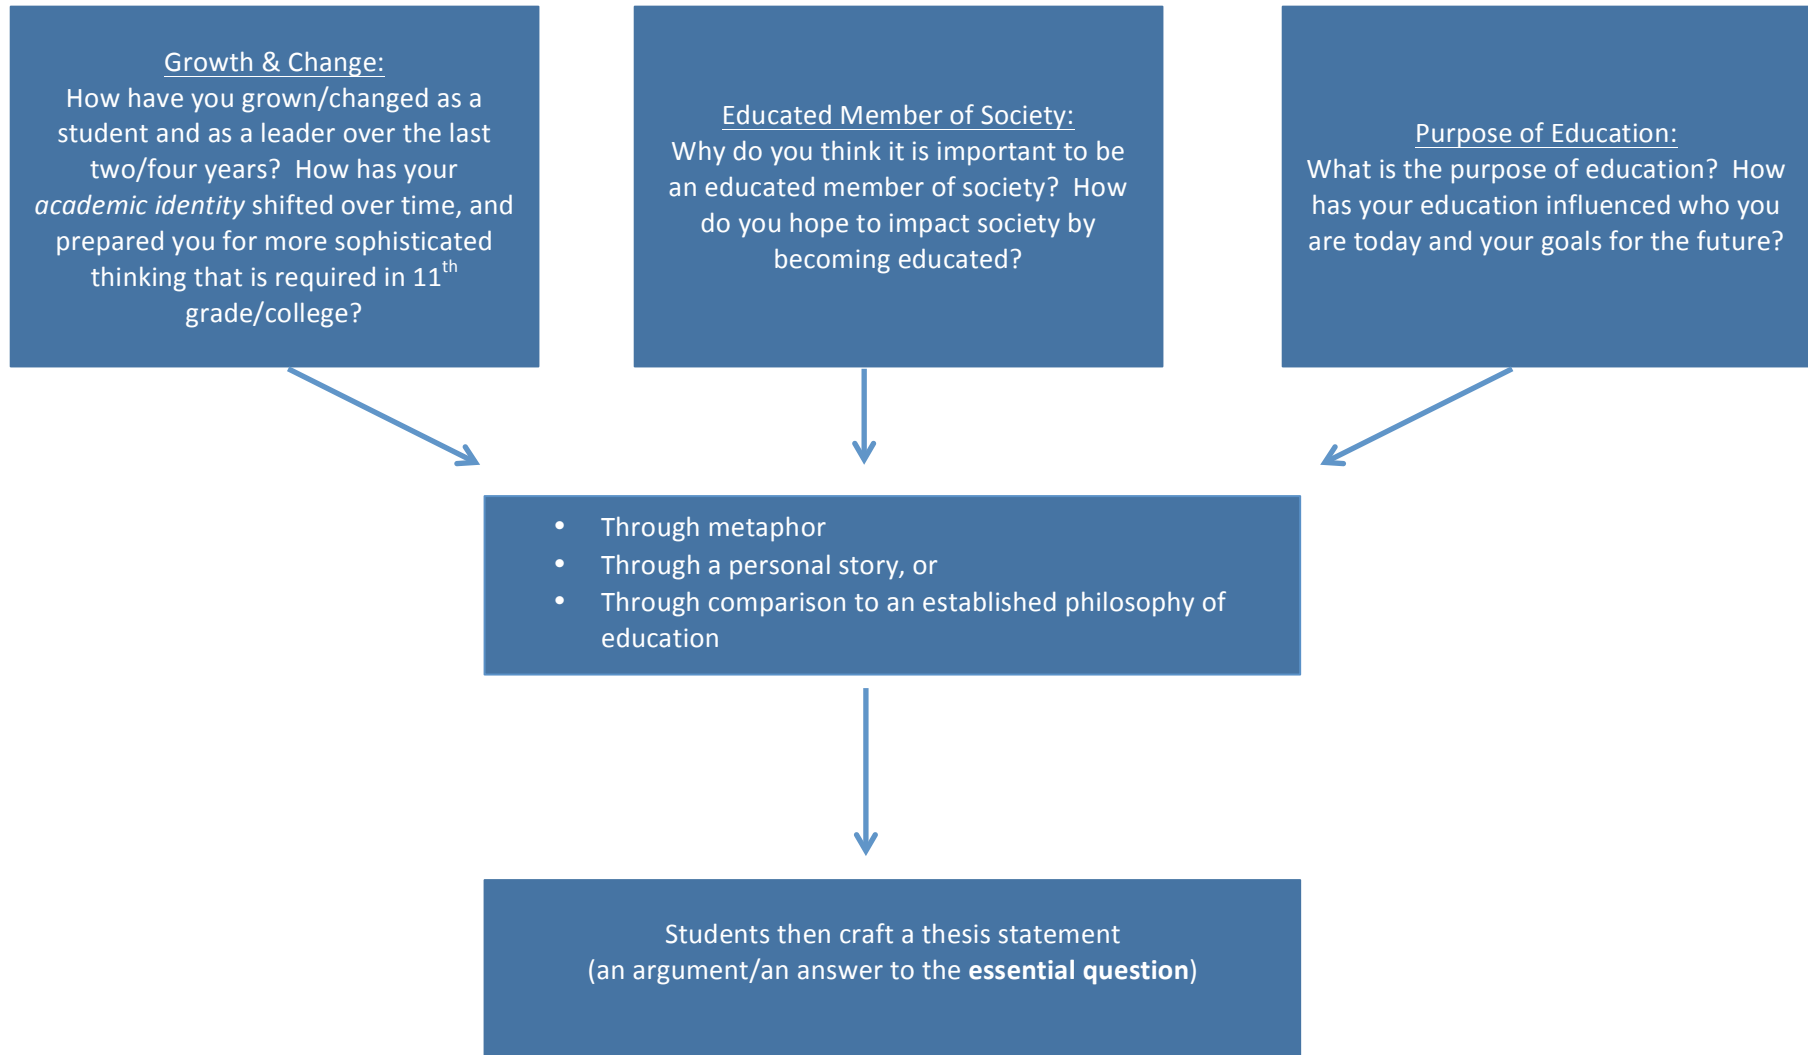 Growth & Change:
How have you grown/changed as a
student and as a leader over the last
two/four years?  How has your
academic identity shifted over time, and
prepared you for more sophisticated
thinking that is required in 11th
grade/college?
Educated Member of Society:
Why do you think it is important to be
an educated member of society?  How
do you hope to impact society by
becoming educated?
Purpose of Education:
What is the purpose of education?  How
has your education influenced who you
are today and your goals for the future?
• Through metaphor
• Through a personal story, or
• Through comparison to an established philosophy of
education
Students then craft a thesis statement
(an argument/an answer to the essential question)